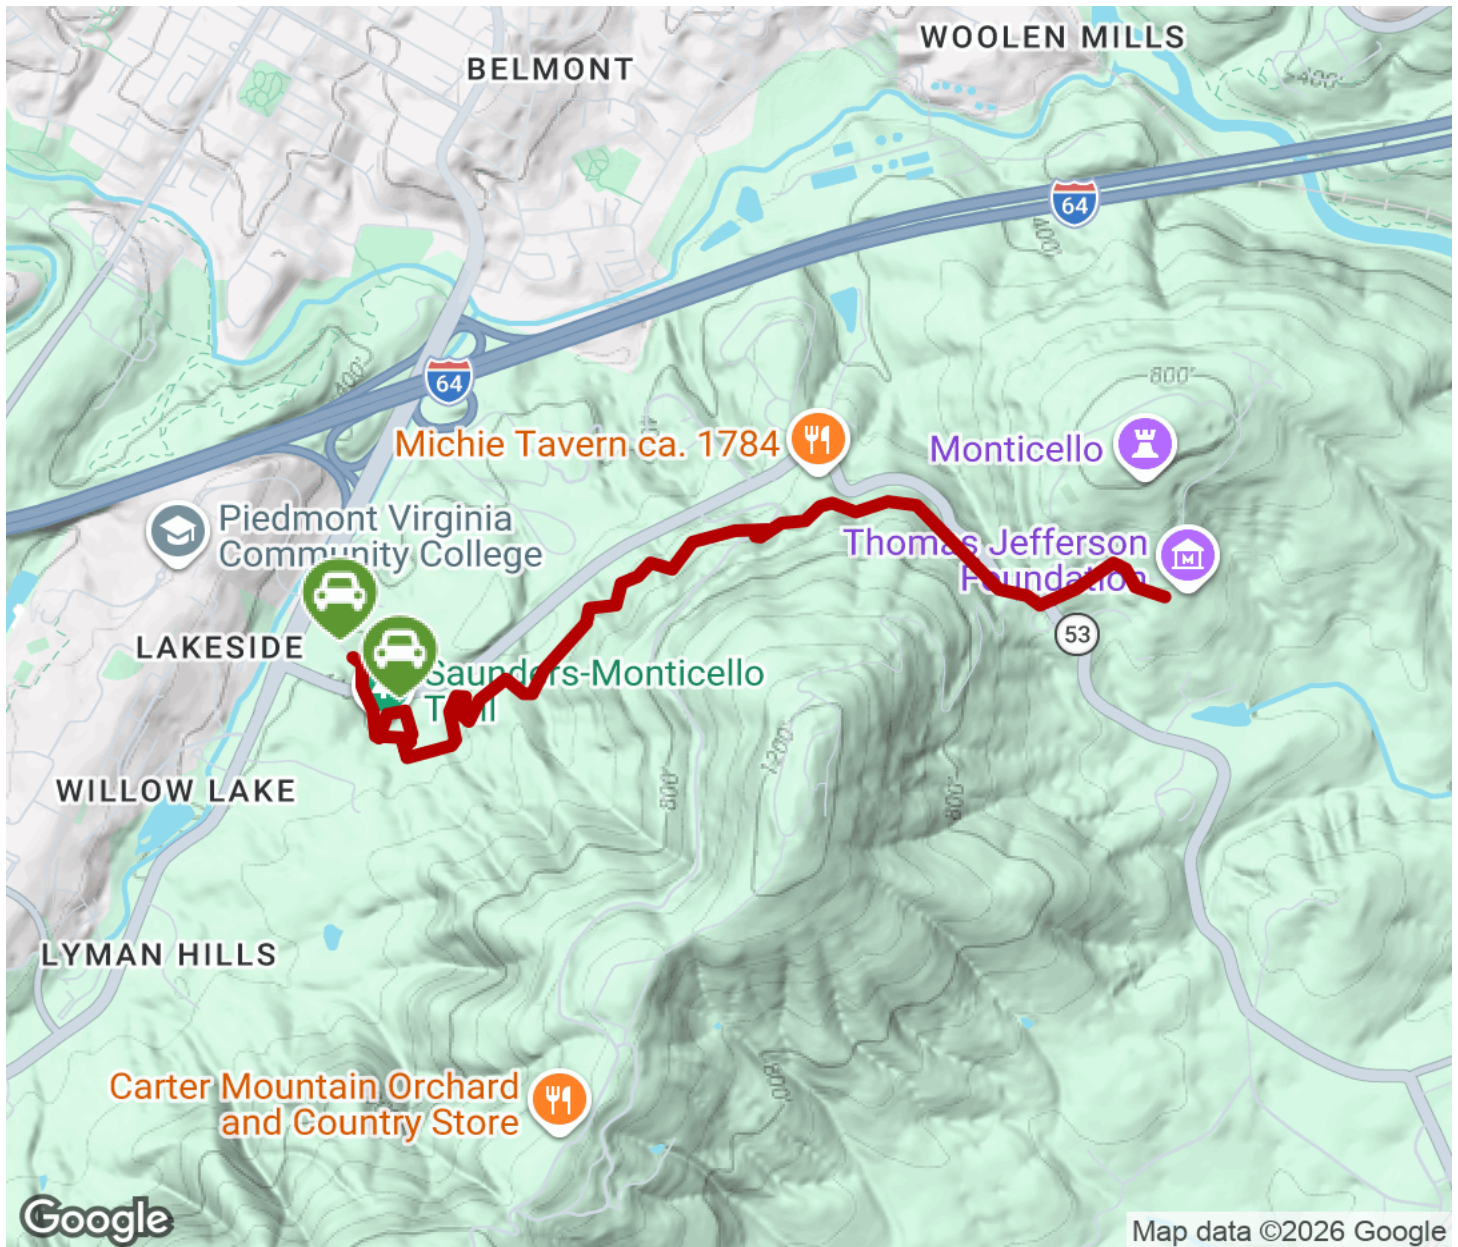 WOOLEN MILLS
BELMONT
400'
64
400'
800'
400'
64
Michie Tavern ca. 1784
Monticello
Piedmont Virginia
Community College
Thomas Jefferson
Foundation
53
LAKESIDE
Saunders-Monticello
Trail
1200'
800'
800'
WILLOW LAKE
LYMAN HILLS
800'
Carter Mountain Orchard
and Country Store
Google
Map data ©2026 Google